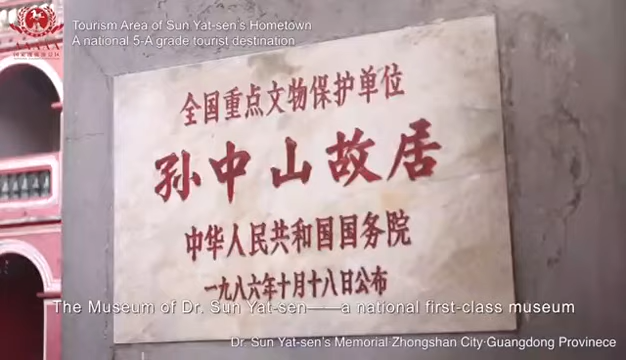 Tourism Area of Sun Yat-sen's Hometown
A national 5-A grade tourist destination
全国重点文物保护单位
孙中山故居
中华人民共和国国务院
一九八六年十月十八日公布
The Museum of Dr. Sun Yat-sen——a national first-class museum
Dr. Sun Yat-sen's Memorial Zhongshan City·Guangdong Provinece